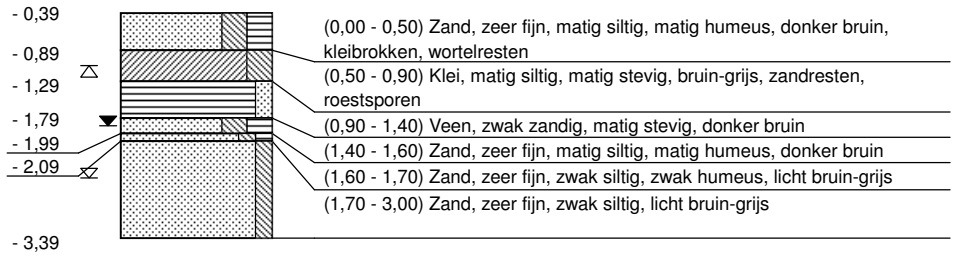 - 0,39
(0,00 - 0,50) Zand, zeer fijn, matig siltig, matig humeus, donker bruin,
kleibrokken, wortelresten
- 0,89
(0,50 - 0,90) Klei, matig siltig, matig stevig, bruin-grijs, zandresten,
roestsporen
- 1,29
(0,90 - 1,40) Veen, zwak zandig, matig stevig, donker bruin
- 1,79
(1,40 - 1,60) Zand, zeer fijn, matig siltig, matig humeus, donker bruin
- 1,99
(1,60 - 1,70) Zand, zeer fijn, zwak siltig, zwak humeus, licht bruin-grijs
- 2,09
(1,70 - 3,00) Zand, zeer fijn, zwak siltig, licht bruin-grijs
- 3,39